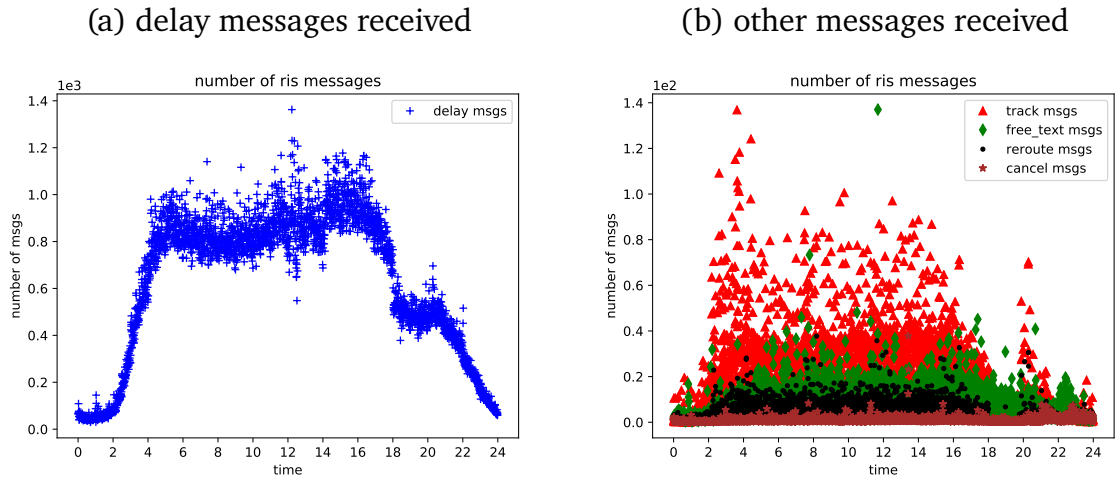 (a) delay messages received
number of ris messages
1e3
delay msgs
number of msgs
1.4
1.2
1.0
0.8
0.6
0.4
0.2
0.0
0 2 4 6 8 10 12 14 16 18 20 22 24
time
(b) other messages received
number of ris messages
1e2
track msgs
free_text msgs
reroute msgs
cancel msgs
number of msgs
1.4
1.2
1.0
0.8
0.6
0.4
0.2
0.0
0 2 4 6 8 10 12 14 16 18 20 22 24
time